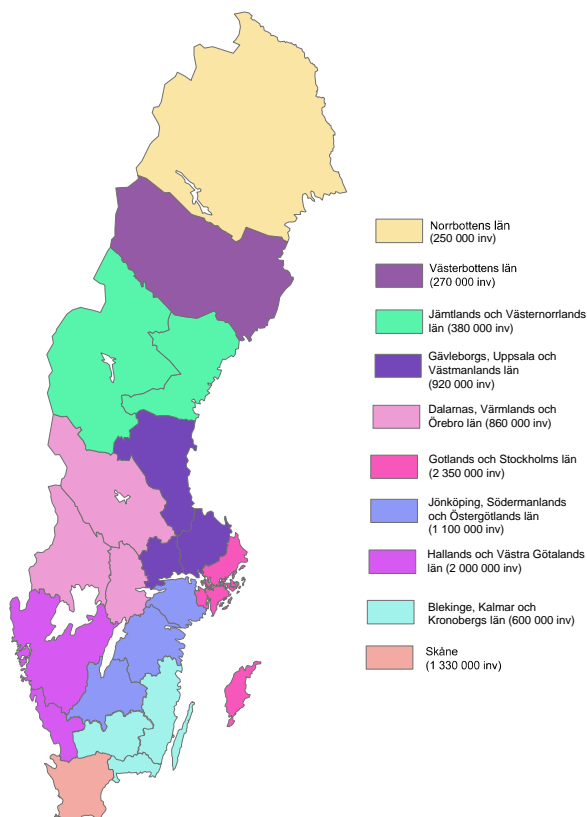 Norrbottens län
(250 000 inv)
Västerbottens län
(270 000 inv)
Jämtlands och Västernorrlands
län (380 000 inv)
Gävleborgs, Uppsala och
Västmanlands län
(920 000 inv)
Dalarnas, Värmlands och
Örebro län (860 000 inv)
Gotlands och Stockholms län
(2 350 000 inv)
Jönköping, Södermanlands
och Östergötlands län
(1 100 000 inv)
Hallands och Västra Götalands
län (2 000 000 inv)
Blekinge, Kalmar och
Kronobergs län (600 000 inv)
Skåne
(1 330 000 inv)